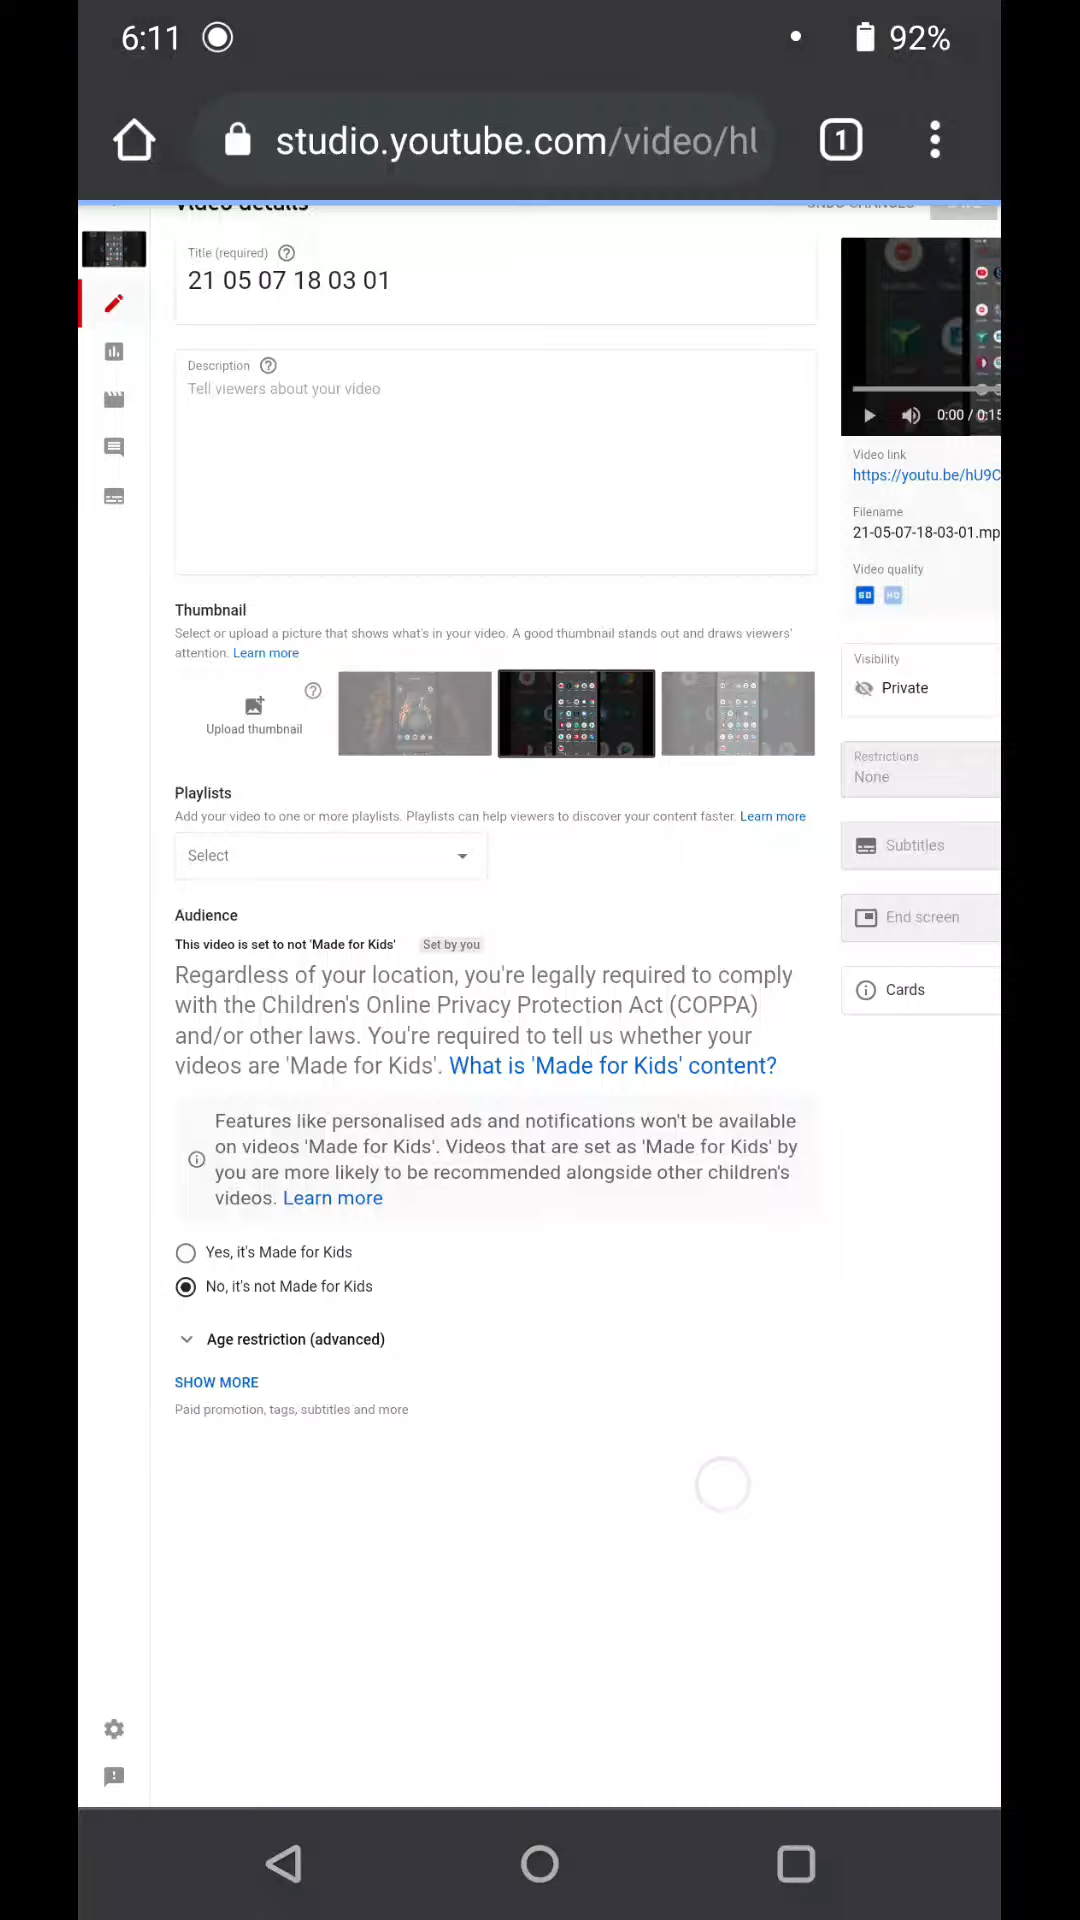 6:11
92%
studio.youtube.com/video/hU
1
Video details
UNDO CHANGES
Title (required)
21 05 07 18 03 01
Description
Tell viewers about your video
0:00 / 0:15
Video link
https://youtu.be/hU9C
Filename
21-05-07-18-03-01.mp
Video quality
SD HD
Thumbnail
Select or upload a picture that shows what's in your video. A good thumbnail stands out and draws viewers'
attention. Learn more
Upload thumbnail
Visibility
Private
Restrictions
None
Playlists
Add your video to one or more playlists. Playlists can help viewers to discover your content faster. Learn more
Select
Subtitles
End screen
Cards
Audience
This video is set to not 'Made for Kids' Set by you
Regardless of your location, you're legally required to comply
with the Children's Online Privacy Protection Act (COPPA)
and/or other laws. You're required to tell us whether your
videos are 'Made for Kids'. What is 'Made for Kids' content?
Features like personalised ads and notifications won't be available
on videos 'Made for Kids'. Videos that are set as 'Made for Kids' by
you are more likely to be recommended alongside other children's
videos. Learn more
Yes, it's Made for Kids
No, it's not Made for Kids
Age restriction (advanced)
SHOW MORE
Paid promotion, tags, subtitles and more